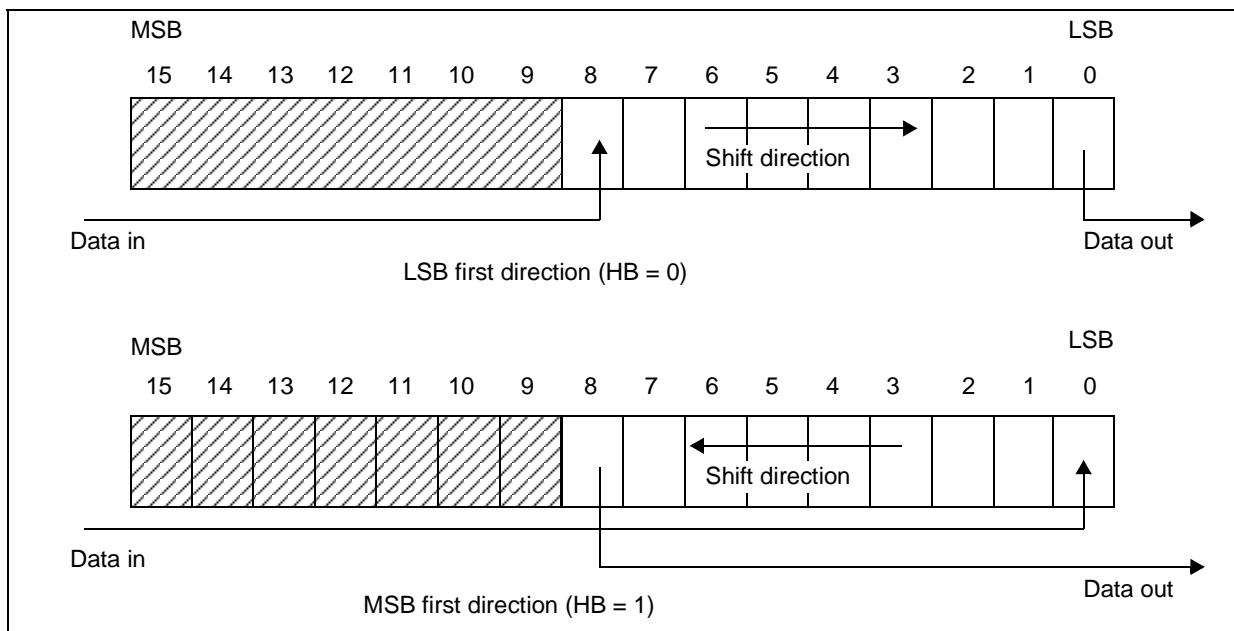 MSB LSB
15 14 13 12 11 10 9 8 7 6 5 4 3 2 1 0
Shift direction
Data in Data out
LSB first direction (HB = 0)
MSB LSB
15 14 13 12 11 10 9 8 7 6 5 4 3 2 1 0
Shift direction
Data in
Data out
MSB first direction (HB = 1)